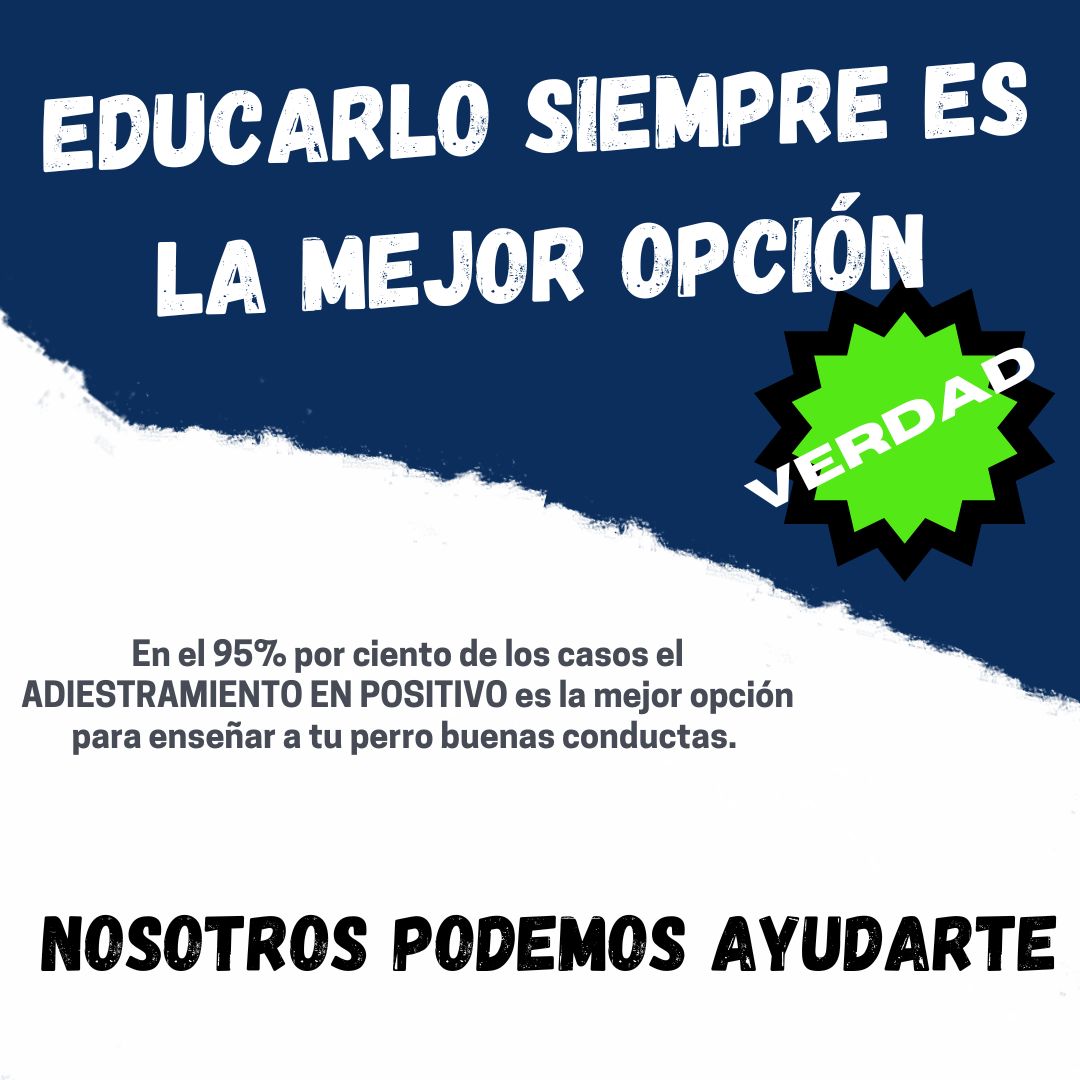 EDUCARLO SIEMPRE ES
LA MEJOR OPCIÓN
VERDAD
En el 95% por ciento de los casos el
ADIESTRAMIENTO EN POSITIVO es la mejor opción
para enseñar a tu perro buenas conductas.
NOSOTROS PODEMOS AYUDARTE